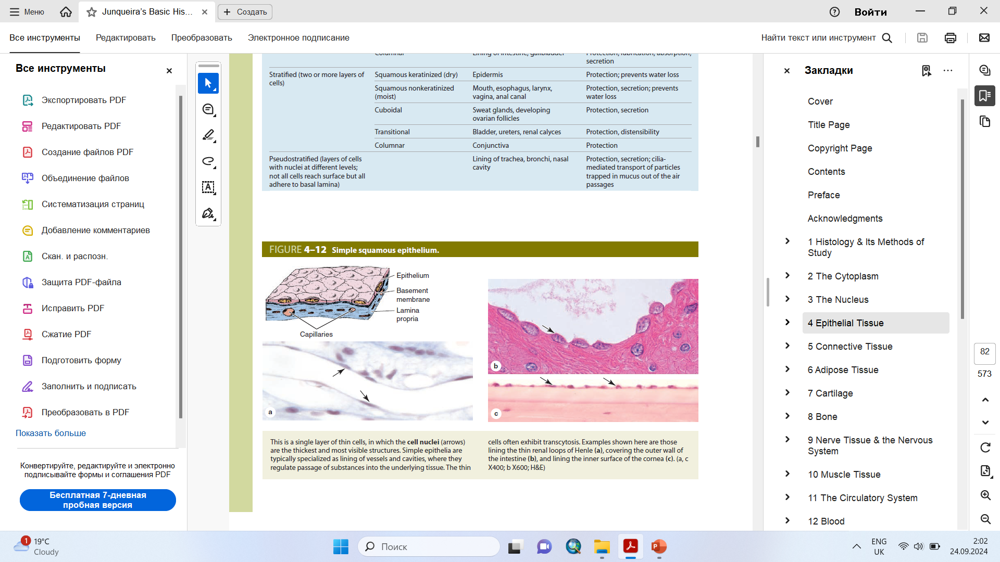 Меню
Junqueira’s Basic His...
Создать
Войти
Все инструменты
Редактировать
Преобразовать
Электронное подписание
Найти текст или инструмент
Все инструменты
Экспортировать PDF
Редактировать PDF
Создание файлов PDF
Объединение файлов
Систематизация страниц
Добавление комментариев
Скан. и распозн.
Защита PDF-файла
Исправить PDF
Сжатие PDF
Подготовить форму
Заполнить и подписать
Преобразовать в PDF
Показать больше
Конвертируйте, редактируйте и электронно
подписывайте формы и соглашения PDF
Бесплатная 7-дневная
пробная версия
Columnar
Lining of intestine, gallbladder
Protection, lubrication, absorption,
secretion
Stratified (two or more layers of
cells)
Squamous keratinized (dry)
Epidermis
Protection; prevents water loss
Squamous nonkeratinized
(moist)
Mouth, esophagus, larynx,
vagina, anal canal
Protection, secretion; prevents
water loss
Cuboidal
Sweat glands, developing
ovarian follicles
Protection, secretion
Transitional
Bladder, ureters, renal calyces
Protection, distensibility
Columnar
Conjunctiva
Protection
Pseudostratified (layers of cells
with nuclei at different levels;
not all cells reach surface but all
adhere to basal lamina)
Lining of trachea, bronchi, nasal
cavity
Protection, secretion; cilia-
mediated transport of particles
trapped in mucus out of the air
passages
FIGURE 4–12 Simple squamous epithelium.
Epithelium
Basement
membrane
Lamina
propria
Capillaries
a
b
c
This is a single layer of thin cells, in which the cell nuclei (arrows)
are the thickest and most visible structures. Simple epithelia are
typically specialized as lining of vessels and cavities, where they
regulate passage of substances into the underlying tissue. The thin
cells often exhibit transcytosis. Examples shown here are those
lining the thin renal loops of Henle (a), covering the outer wall of
the intestine (b), and lining the inner surface of the cornea (c). (a, c
X400; b X600; H&E)
Закладки
Cover
Title Page
Copyright Page
Contents
Preface
Acknowledgments
1 Histology & Its Methods of
Study
2 The Cytoplasm
3 The Nucleus
4 Epithelial Tissue
5 Connective Tissue
6 Adipose Tissue
7 Cartilage
8 Bone
9 Nerve Tissue & the Nervous
System
10 Muscle Tissue
11 The Circulatory System
12 Blood
82
573
1
19°C
Cloudy
Поиск
ENG
UK
2:02
24.09.2024